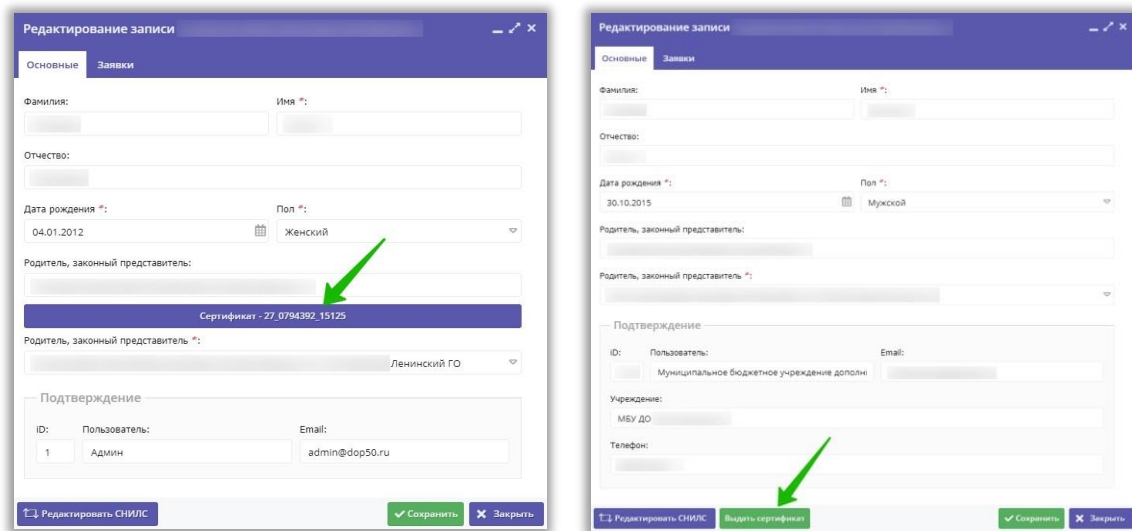 Редактирование записи
Основные Заявки
Фамилия: Имя *:
Отчество:
Дата рождения *: Пол *:
04.01.2012 Женский
Родитель, законный представитель:
Сертификат - 27_0794392_15125
Родитель, законный представитель *:
Ленинский ГО
Подтверждение
ID: Пользователь: Email:
1 Админ admin@dop50.ru
Редактировать СНИЛС Сохранить Закрыть
Редактирование записи
Основные Заявки
Фамилия: Имя *:
Отчество:
Дата рождения *: Пол *:
30.10.2015 Мужской
Родитель, законный представитель:
Родитель, законный представитель *:
Подтверждение
ID: Пользователь: Email:
Муниципальное бюджетное учреждение дополн
Учреждение:
МБУ ДО
Телефон:
Редактировать СНИЛС Выдать сертификат Сохранить Закрыть